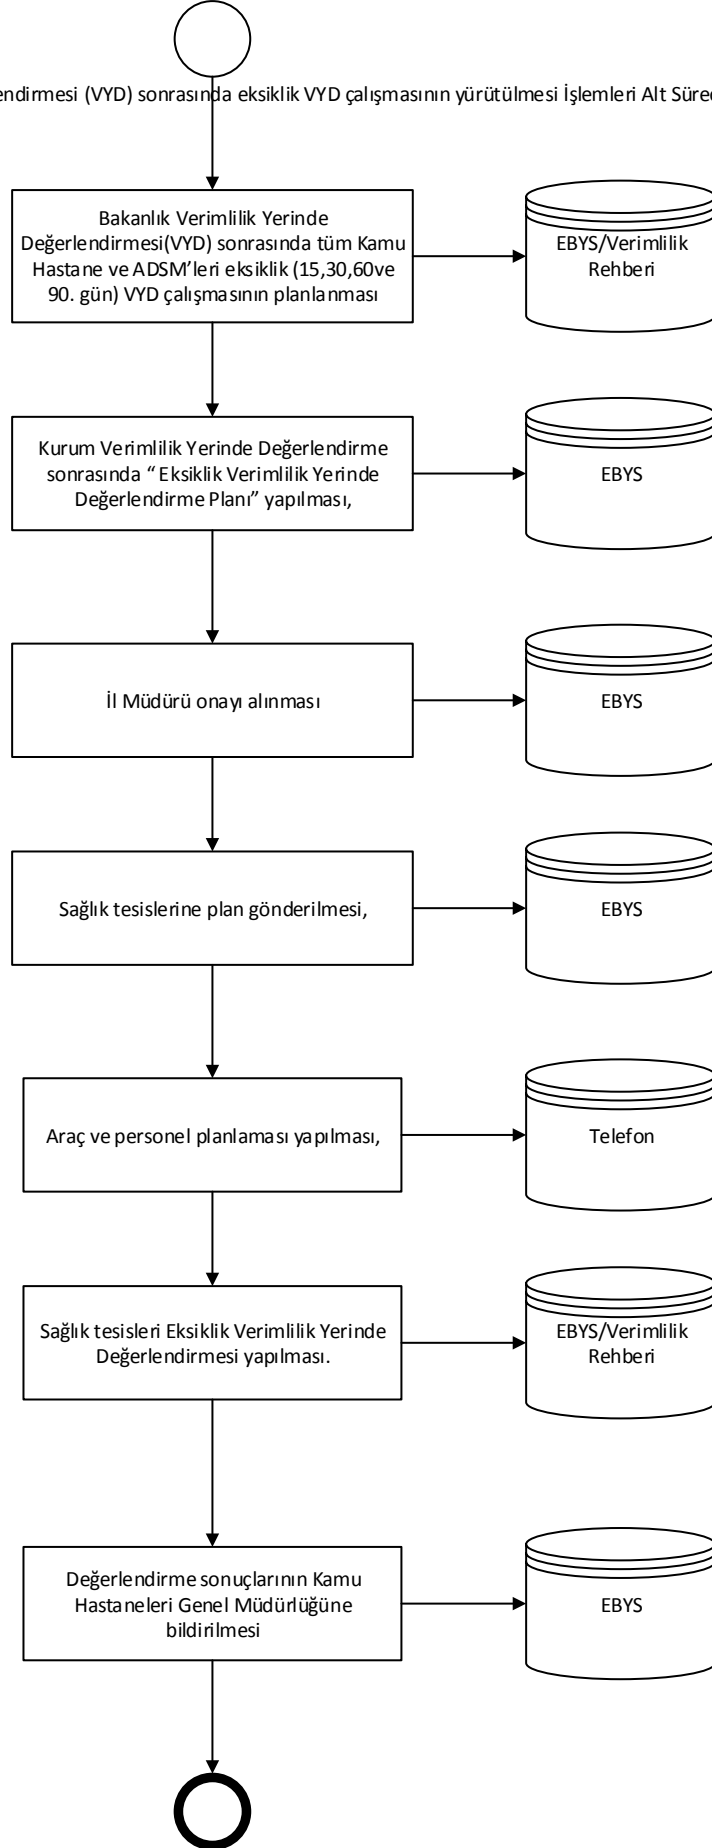 endirmesi (VYD) sonrasında eksiklik VYD çalışmasının yürütülmesi İşlemleri Alt Süre
Bakanlık Verimlilik Yerinde
Değerlendirmesi(VYD) sonrasında tüm Kamu
Hastane ve ADSM’leri eksiklik (15,30,60ve
90. gün) VYD çalışmasının planlanması
EBYS/Verimlilik
Rehberi
Kurum Verimlilik Yerinde Değerlendirme
sonrasında “ Eksiklik Verimlilik Yerinde
Değerlendirme Planı” yapılması,
EBYS
İl Müdürü onayı alınması
EBYS
Sağlık tesislerine plan gönderilmesi,
EBYS
Araç ve personel planlaması yapılması,
Telefon
Sağlık tesisleri Eksiklik Verimlilik Yerinde
Değerlendirmesi yapılması.
EBYS/Verimlilik
Rehberi
Değerlendirme sonuçlarının Kamu
Hastaneleri Genel Müdürlüğüne
bildirilmesi
EBYS